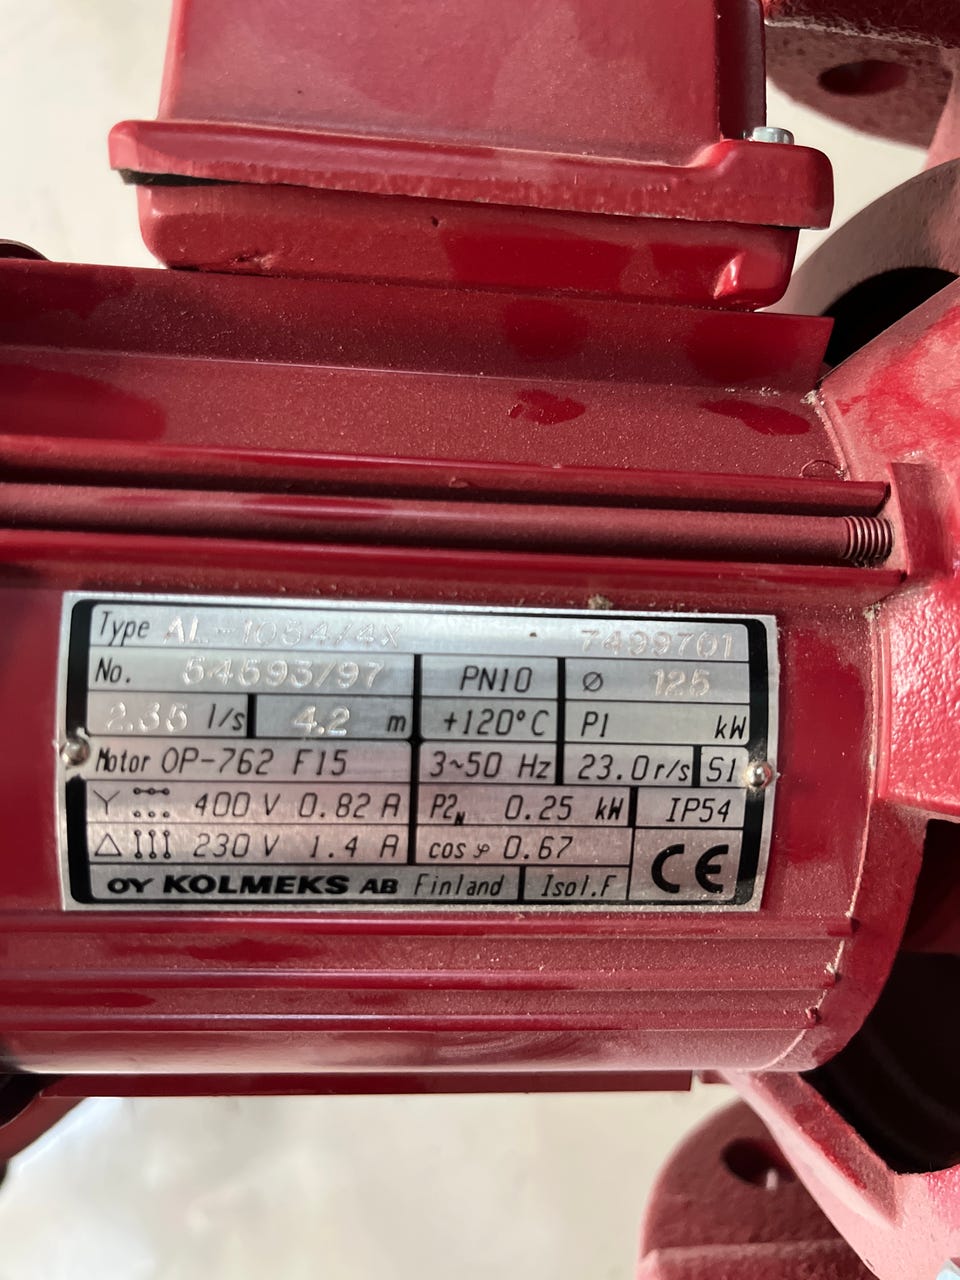 Type AL-1054/4X 7499701
No. 54593/97 PN10 ⌀ 125
2.35 l/s 4.2 m +120°C P1 kW
Motor OP-762 F15 3~50 Hz 23.0r/s S1
Y 400 V 0.82 A P2N 0.25 kW IP54
△ 230 V 1.4 A cos φ 0.67
OY KOLMEKS AB Finland Isol.F CE